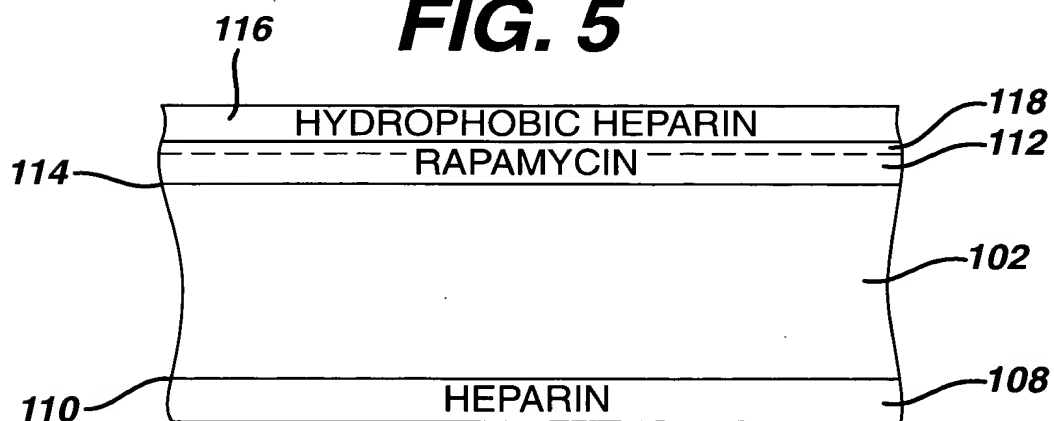 FIG. 5
116
HYDROPHOBIC HEPARIN
118
RAPAMYCIN
112
114
102
110
HEPARIN
108